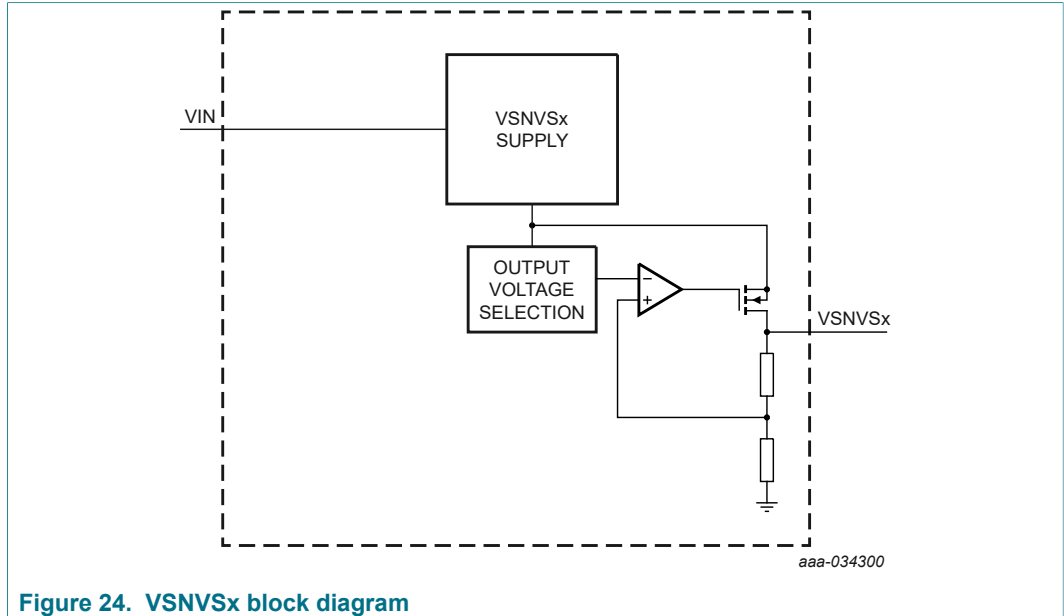 VIN
VSNVSx
SUPPLY
OUTPUT
VOLTAGE
SELECTION
−
+
VSNVSx
aaa-034300
Figure 24. VSNVSx block diagram